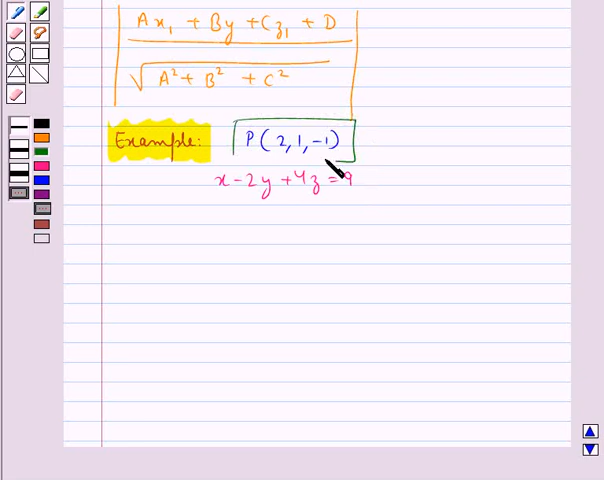 Ax₁ + By + Cz₁ + D
√A² + B² + C²
Example: P(2,1,-1)
x - 2y + 4z = 9